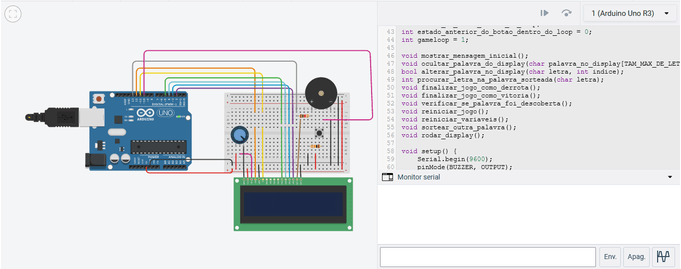 1 (Arduino Uno R3)
43 int estado_anterior_do_botao_dentro_do_loop = 0;
44 int gameloop = 1;
45
46 void mostrar_mensagem_inicial();
47 void ocultar_palavra_do_display(char palavra_no_display[TAM_MAX_DE_LET
48 bool alterar_palavra_no_display(char letra, int indice);
49 int procurar_letra_na_palavra_sorteada(char letra);
50 void finalizar_jogo_como_derrota();
51 void finalizar_jogo_como_vitoria();
52 void verificar_se_palavra_foi_descoberta();
53 void reiniciar_jogo();
54 void reiniciar_variaveis();
55 void sortear_outra_palavra();
56 void rodar_display();
57
58 void setup() {
59 Serial.begin(9600);
60 pinMode(BUZZER, OUTPUT);
Monitor serial
Env.
Apag.
UNO
ARDUINO